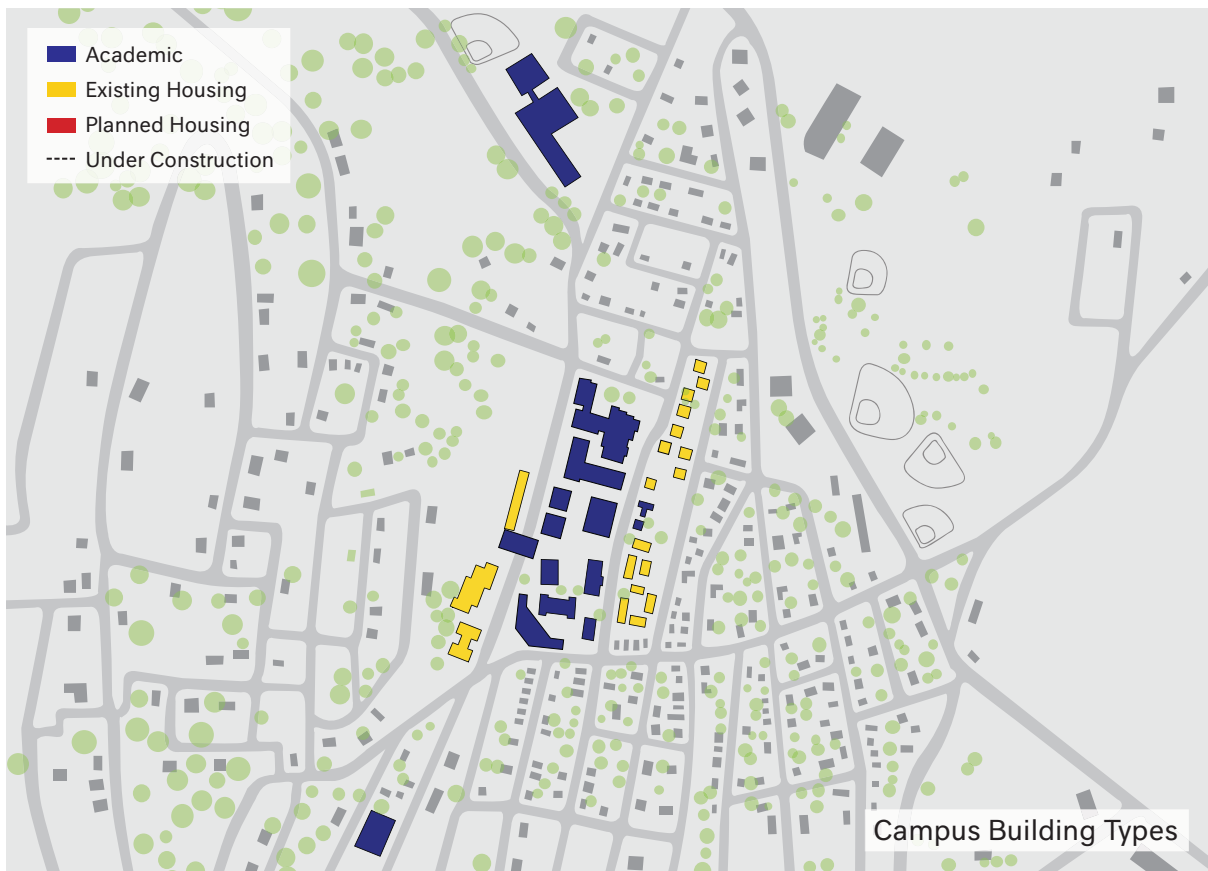 Academic
Existing Housing
Planned Housing
Under Construction
Campus Building Types